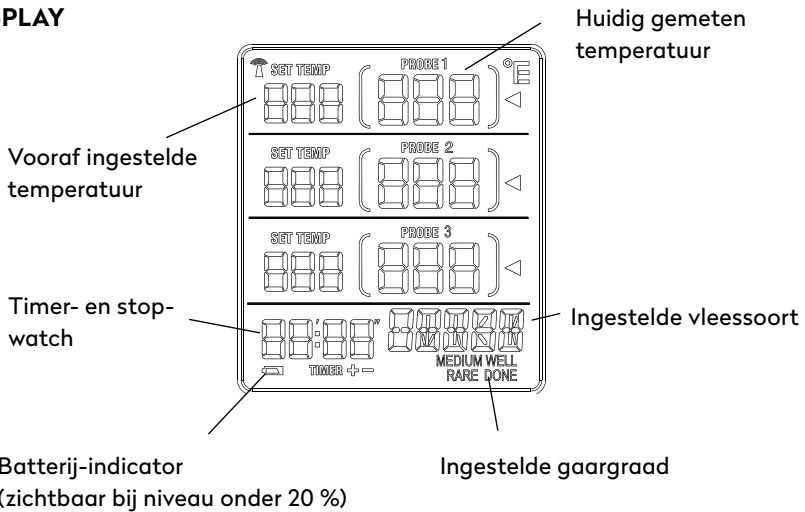 SPLAY
Huidig gemeten
temperatuur
SET TEMP
PROBE 1
°E
Vooraf ingestelde
temperatuur
SET TEMP
PROBE 2
SET TEMP
PROBE 3
Timer- en stop-
watch
Ingestelde vleessoort
MEDIUM WELL
TIMER + −
RARE DONE
Batterij-indicator
(zichtbaar bij niveau onder 20 %)
Ingestelde gaargraad